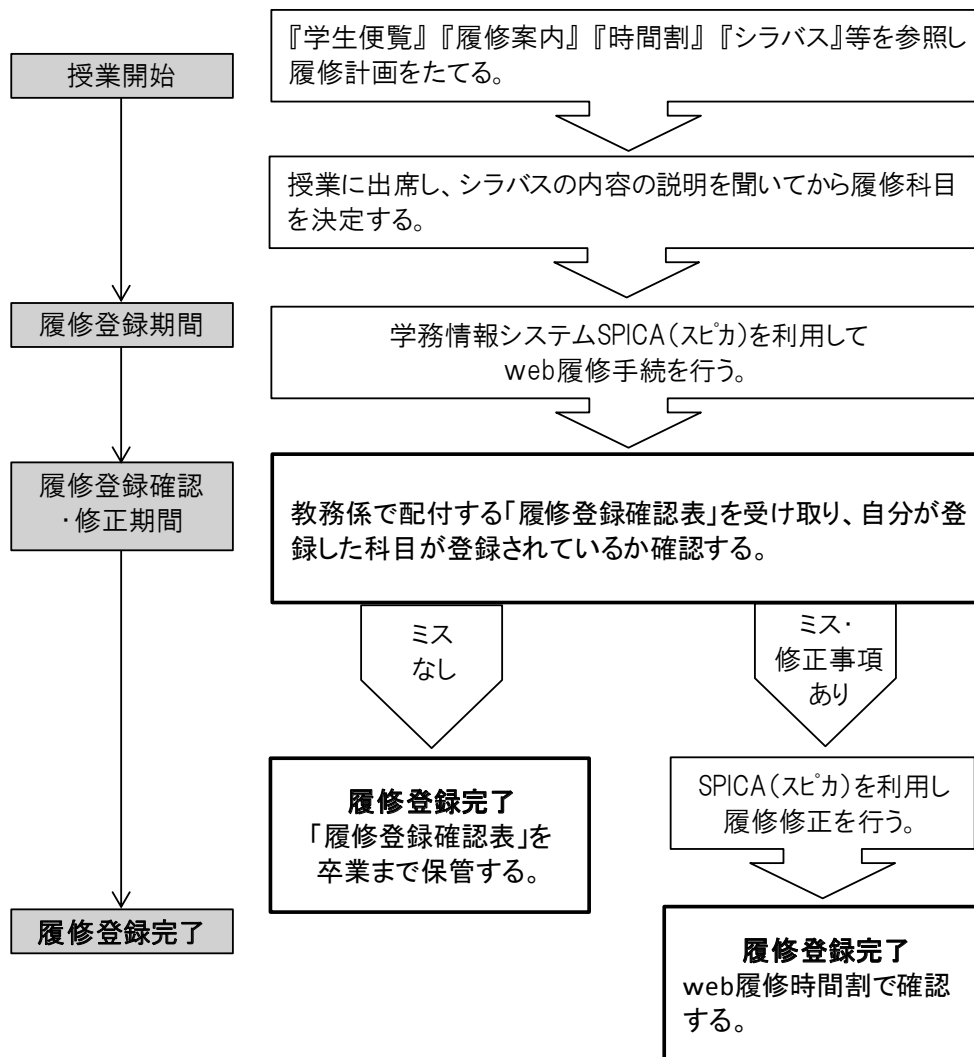 『学生便覧』『履修案内』『時間割』『シラバス』等を参照し
履修計画をたてる。
授業開始
授業に出席し、シラバスの内容の説明を聞いてから履修科目
を決定する。
履修登録期間
学務情報システムSPICA(スピカ)を利用して
web履修手続を行う。
履修登録確認
・修正期間
教務係で配付する「履修登録確認表」を受け取り、自分が登
録した科目が登録されているか確認する。
ミス
なし
ミス・
修正事項
あり
履修登録完了
「履修登録確認表」を
卒業まで保管する。
SPICA(スピカ)を利用し
履修修正を行う。
履修登録完了
履修登録完了
web履修時間割で確認
する。